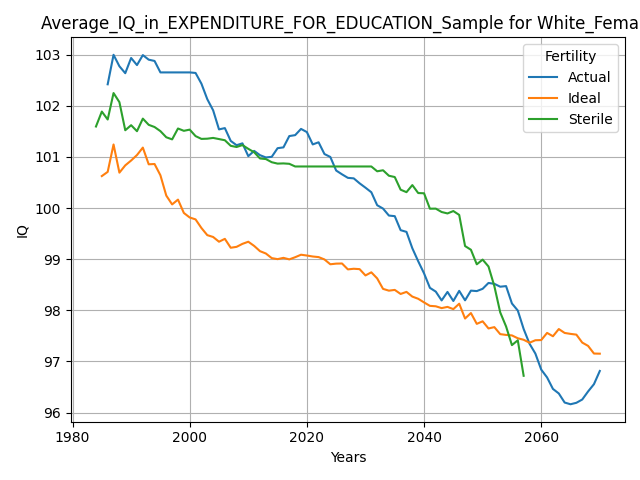 Average_IQ_in_EXPENDITURE_FOR_EDUCATION_Sample for White_Fema
103
102
101
100
99
98
97
96
IQ
Fertility
Actual
Ideal
Sterile
1980
2000
2020
2040
2060
Years